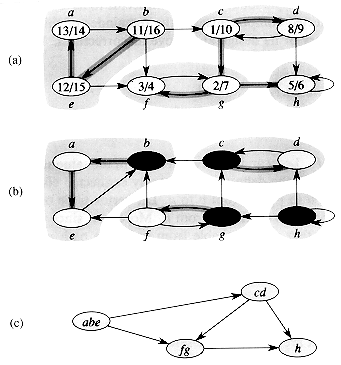 a b c d
13/14 11/16 1/10 8/9
(a)
12/15 3/4 2/7 5/6
e f g h
a b c d
(b)
e f g h
cd
(c) abe
fg h